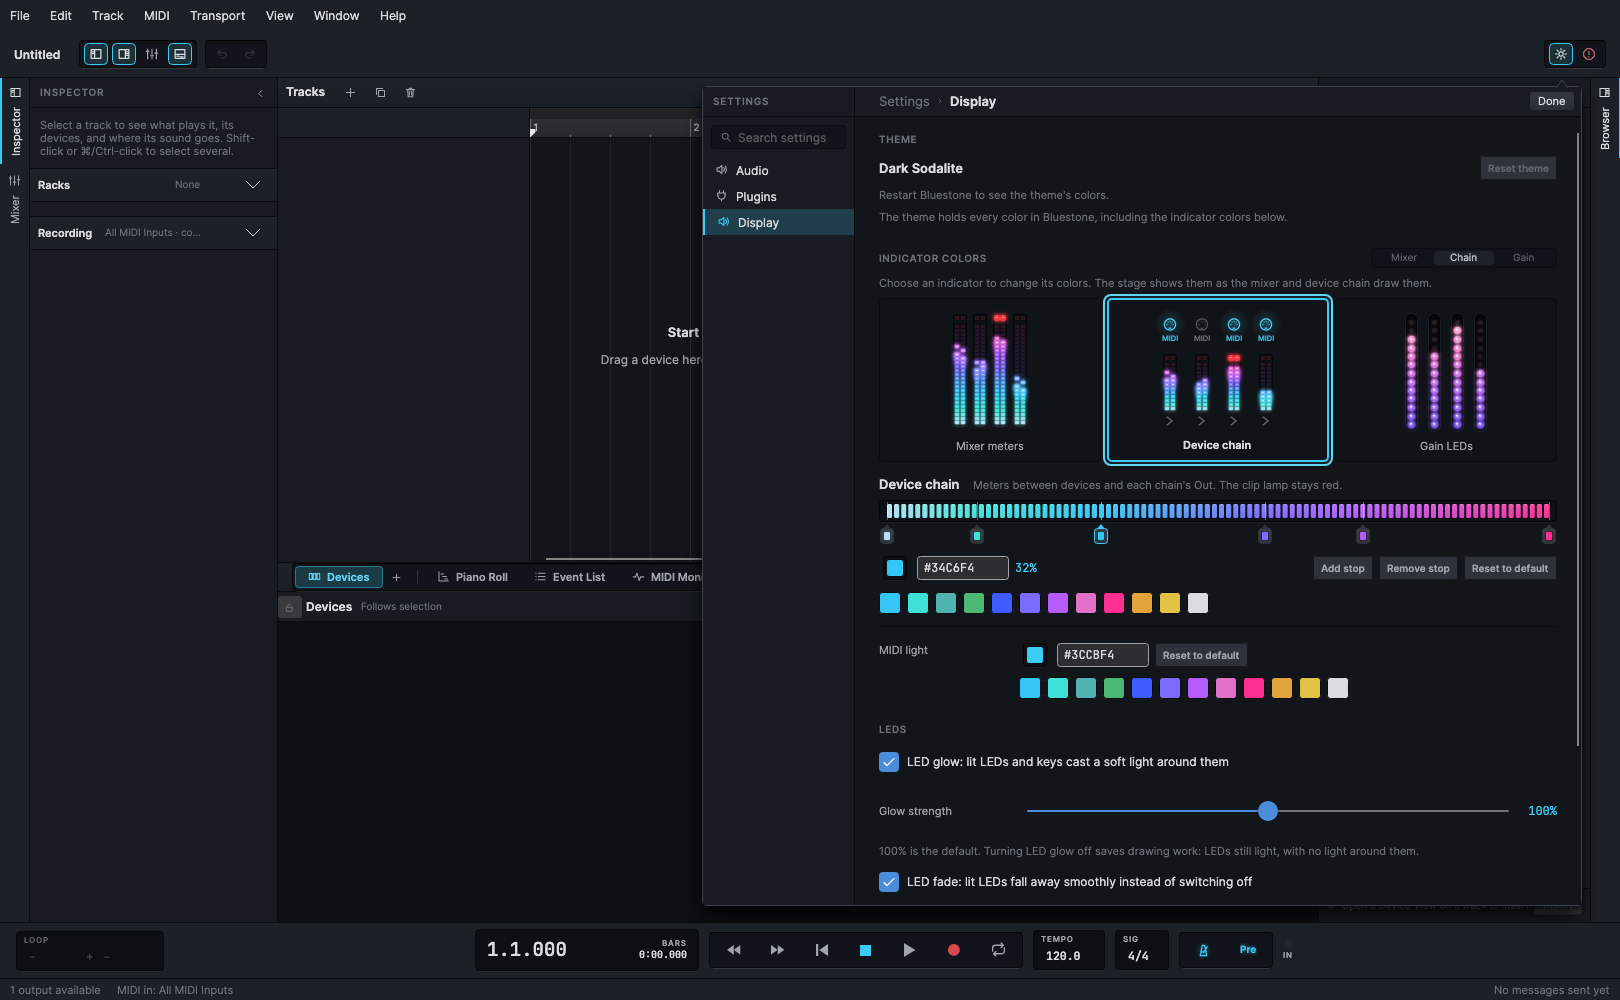 File Edit Track MIDI Transport View Window Help
Untitled
Inspector
Mixer
INSPECTOR
Select a track to see what plays it, its
devices, and where its sound goes. Shift-
click or ⌘/Ctrl-click to select several.
Racks None
Recording All MIDI Inputs · co...
Tracks
1 2
Start
Drag a device here
Devices Piano Roll Event List MIDI Moni
Devices Follows selection
SETTINGS
Search settings
Audio
Plugins
Display
Settings › Display Done
THEME
Dark Sodalite Reset theme
Restart Bluestone to see the theme's colors.
The theme holds every color in Bluestone, including the indicator colors below.
INDICATOR COLORS Mixer Chain Gain
Choose an indicator to change its colors. The stage shows them as the mixer and device chain draw them.
MIDI MIDI MIDI MIDI
Mixer meters Device chain Gain LEDs
Device chain Meters between devices and each chain's Out. The clip lamp stays red.
#34C6F4 32% Add stop Remove stop Reset to default
MIDI light #3CCBF4 Reset to default
LEDS
LED glow: lit LEDs and keys cast a soft light around them
Glow strength 100%
100% is the default. Turning LED glow off saves drawing work: LEDs still light, with no light around them.
LED fade: lit LEDs fall away smoothly instead of switching off
Browser
LOOP
– + –
1.1.000 BARS
0:00.000
TEMPO
120.0
SIG
4/4
Pre
IN
1 output available MIDI in: All MIDI Inputs No messages sent yet